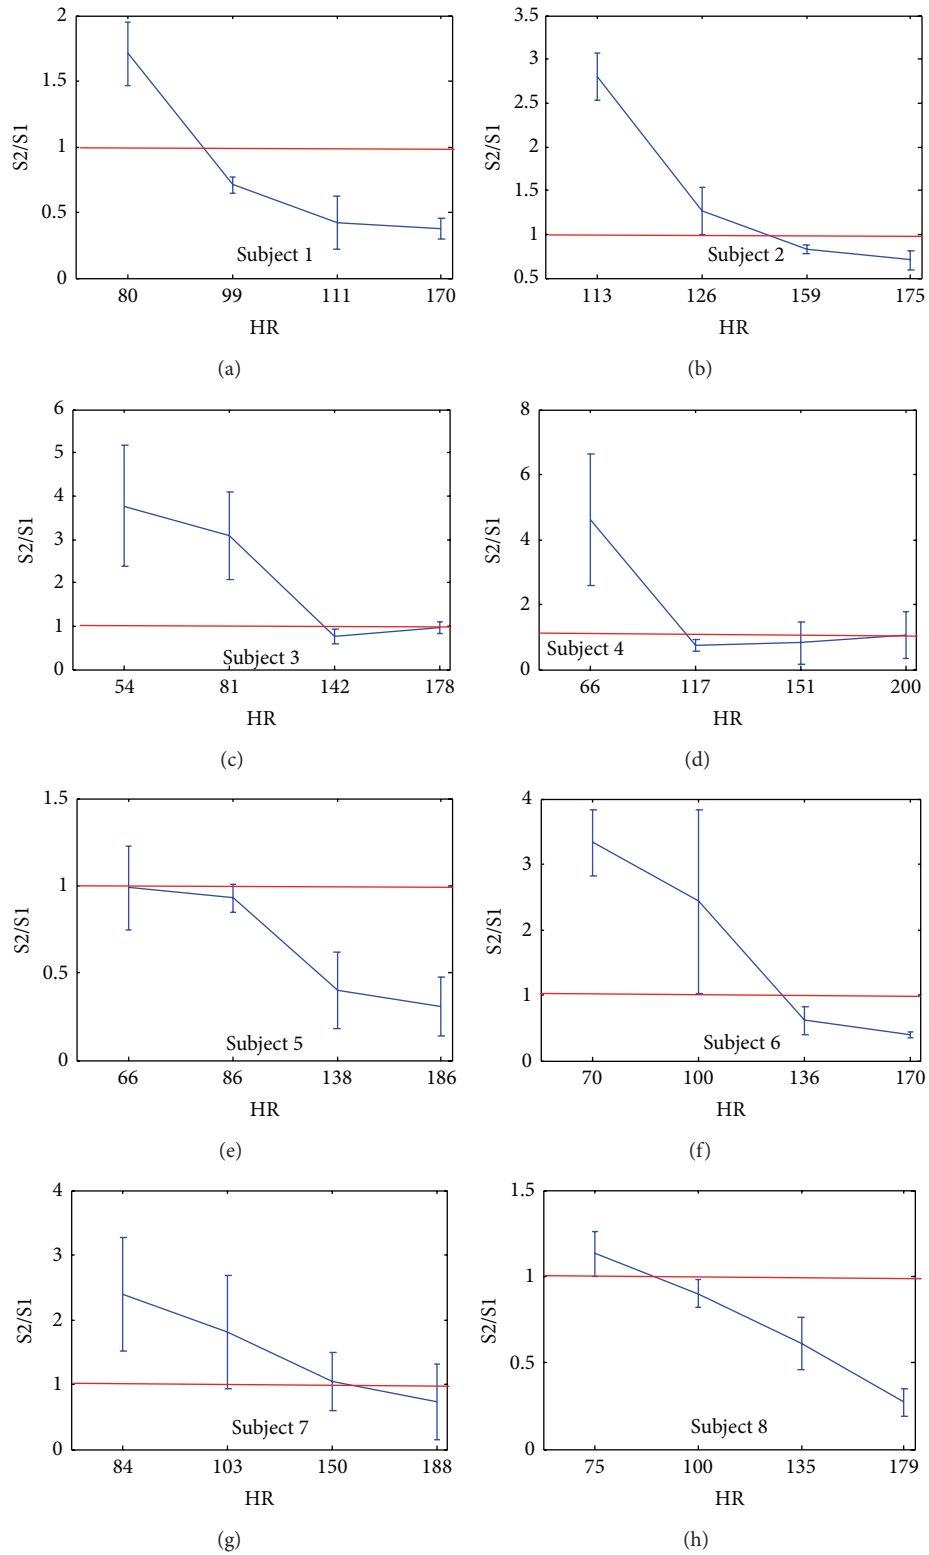 2
1.5
S2/S1
1
0.5
Subject 1
0
80 99 111 170
HR
(a)
3.5
3
2.5
S2/S1
2
1.5
1
Subject 2
0.5
113 126 159 175
HR
(b)
6
5
4
S2/S1
3
2
1
Subject 3
0
54 81 142 178
HR
(c)
8
6
S2/S1
4
2
Subject 4
0
66 117 151 200
HR
(d)
1.5
1
S2/S1
0.5
Subject 5
0
66 86 138 186
HR
(e)
4
3
S2/S1
2
1
Subject 6
0
70 100 136 170
HR
(f)
4
3
S2/S1
2
1
Subject 7
0
84 103 150 188
HR
(g)
1.5
1
S2/S1
0.5
Subject 8
0
75 100 135 179
HR
(h)